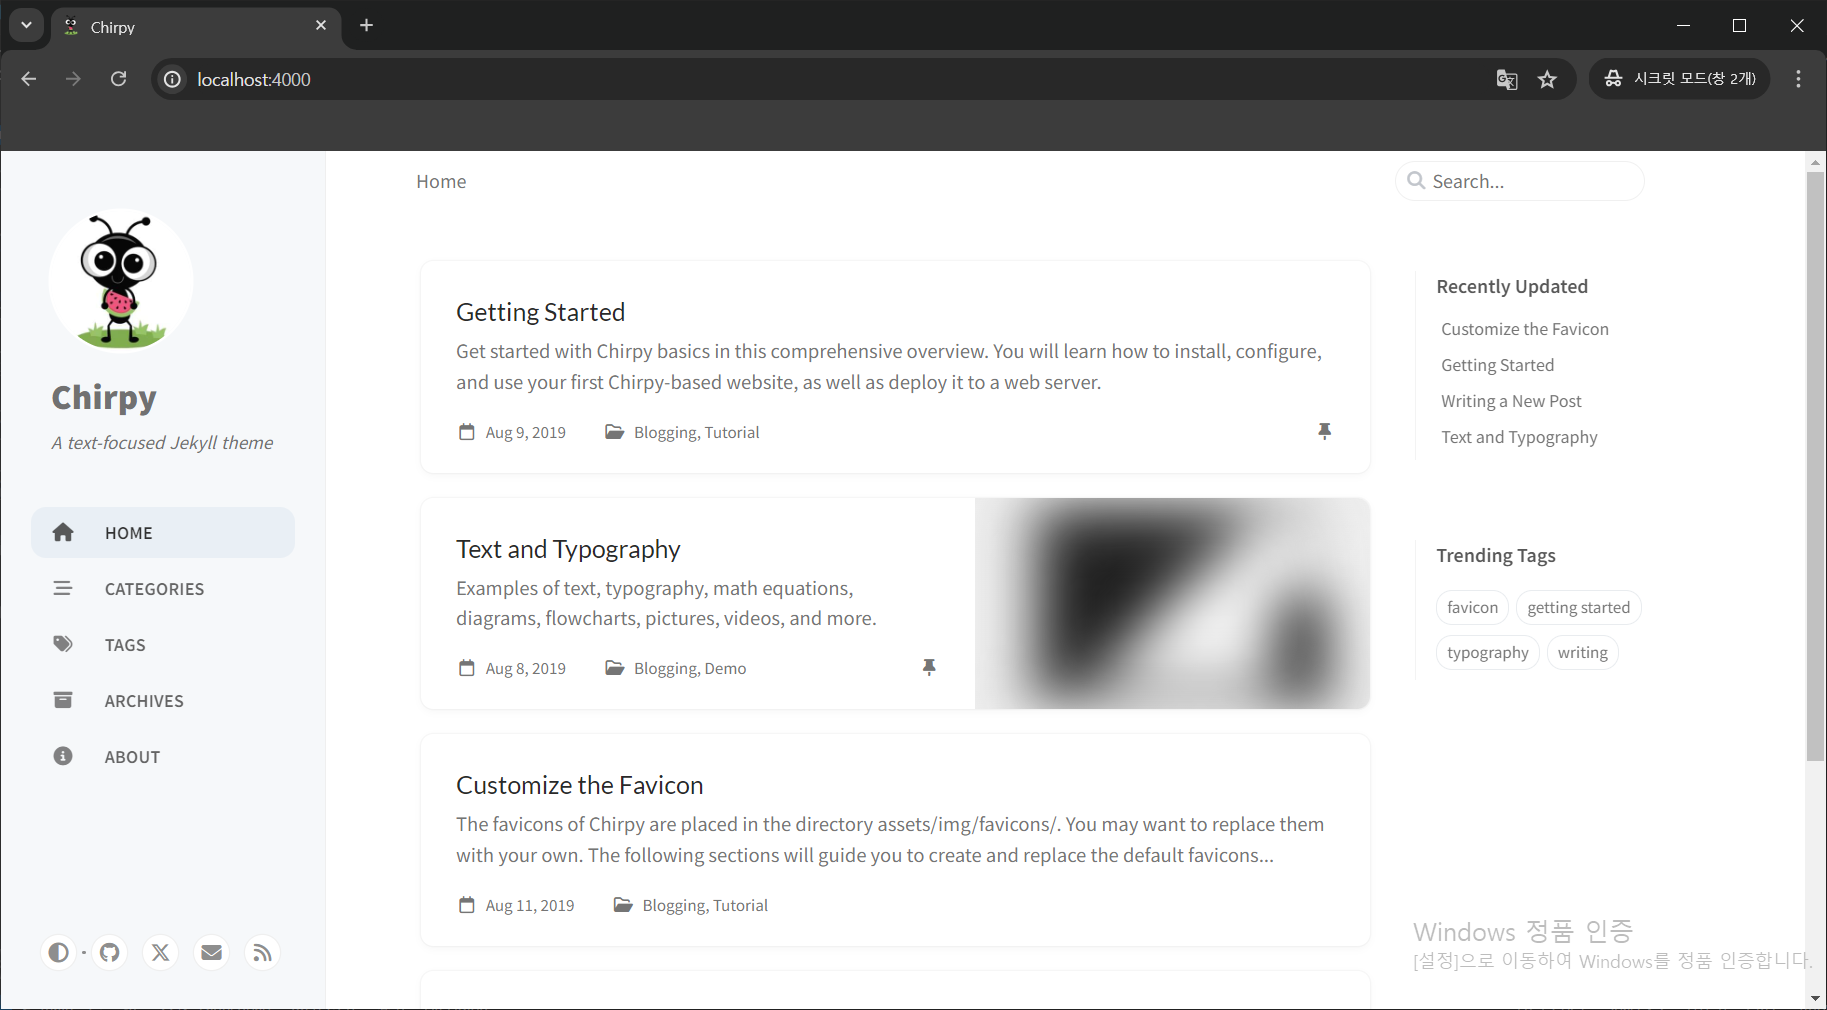 Chirpy
localhost:4000
시크릿 모드(창 2개)
Chirpy
A text-focused Jekyll theme
HOME
CATEGORIES
TAGS
ARCHIVES
ABOUT
Home
Search...
Getting Started
Get started with Chirpy basics in this comprehensive overview. You will learn how to install, configure,
and use your first Chirpy-based website, as well as deploy it to a web server.
Aug 9, 2019 Blogging, Tutorial
Text and Typography
Examples of text, typography, math equations,
diagrams, flowcharts, pictures, videos, and more.
Aug 8, 2019 Blogging, Demo
Customize the Favicon
The favicons of Chirpy are placed in the directory assets/img/favicons/. You may want to replace them
with your own. The following sections will guide you to create and replace the default favicons...
Aug 11, 2019 Blogging, Tutorial
Recently Updated
Customize the Favicon
Getting Started
Writing a New Post
Text and Typography
Trending Tags
favicon getting started
typography writing
Windows 정품 인증
[설정]으로 이동하여 Windows를 정품 인증합니다.